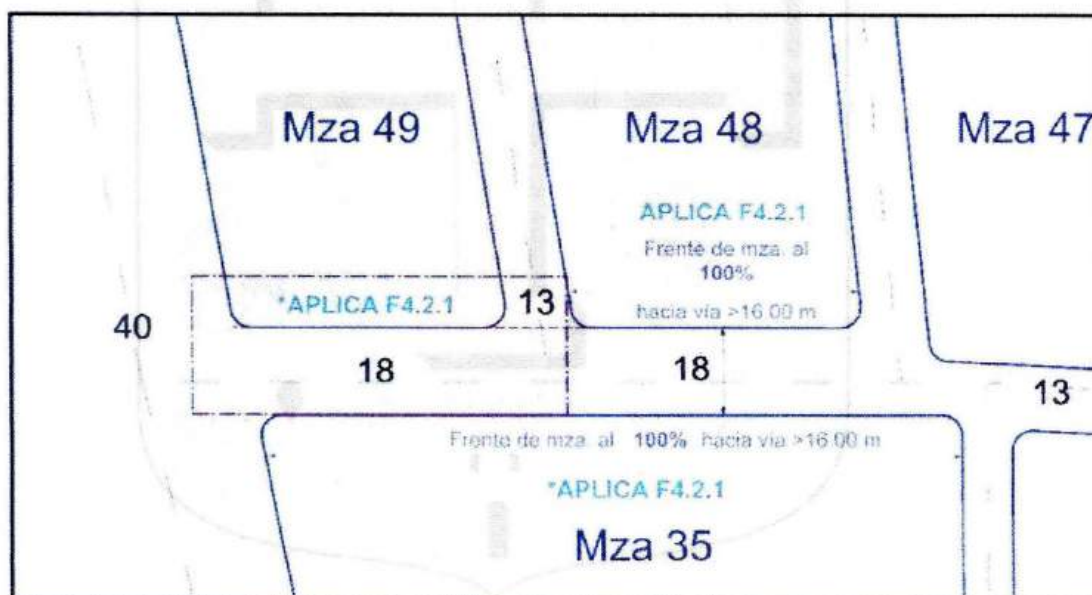 Mza 49
Mza 48
Mza 47
APLICA F4.2.1
Frente de mza. al
100%
hacia vía >16.00 m
*APLICA F4.2.1
13
40
18
18
13
Frente de mza. al 100% hacia vía >16.00 m
*APLICA F4.2.1
Mza 35